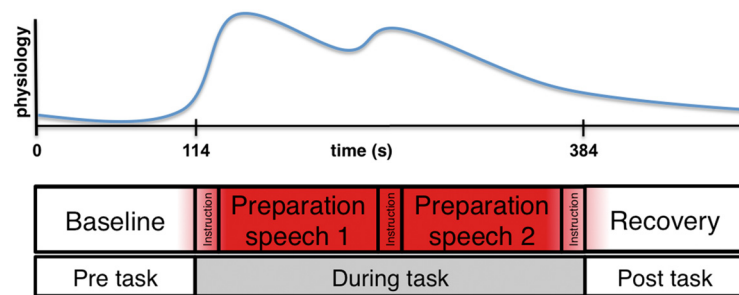 physiology
0
114
time (s)
384
Baseline
Instruction
Preparation
speech 1
Instruction
Preparation
speech 2
Instruction
Recovery
Pre task
During task
Post task